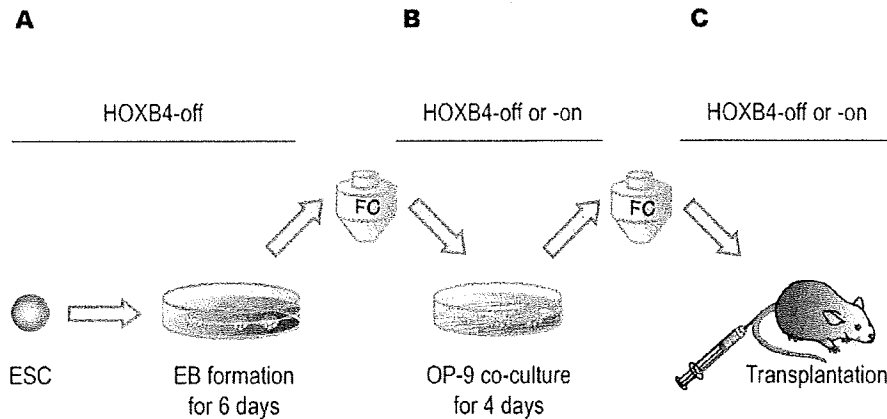 A
B
C
HOXB4-off
HOXB4-off or -on
HOXB4-off or -on
FC
FC
ESC
EB formation
for 6 days
OP-9 co-culture
for 4 days
Transplantation